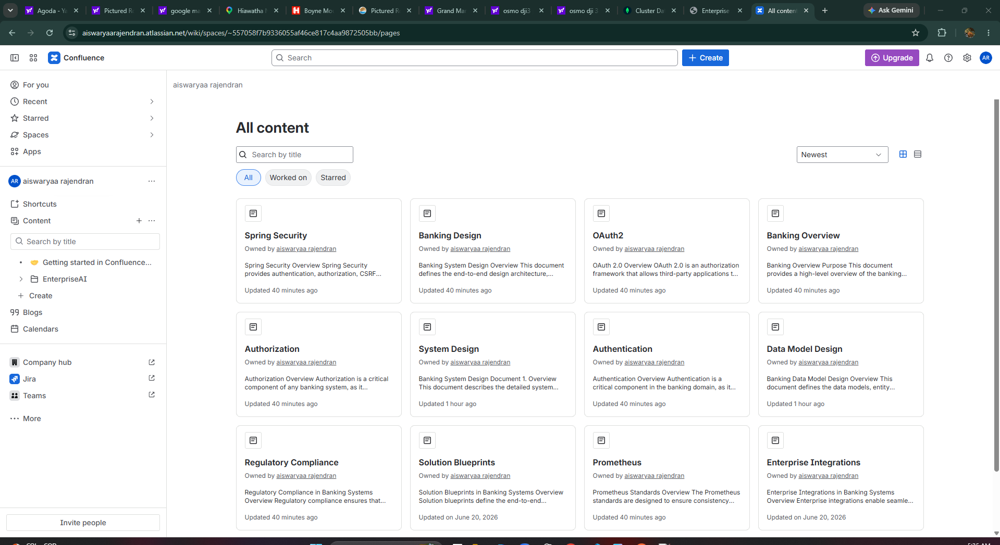 Agoda - Ya
Pictured R
google ma
Hiawatha
Boyne Mo
Pictured R
Grand Mar
osmo dji3
osmo dji 3
Cluster Da
Enterprise
All conten
Ask Gemini
aiswaryaarajendran.atlassian.net/wiki/spaces/~557058f7b9336055af46ce817c4aa9872505bb/pages
Confluence
Search
+ Create
Upgrade
AR
For you
Recent
Starred
Spaces
Apps
AR aiswaryaa rajendran
Shortcuts
Content
Search by title
Getting started in Confluence...
EnterpriseAI
Create
Blogs
Calendars
Company hub
Jira
Teams
More
Invite people
aiswaryaa rajendran
All content
Search by title
Newest
All
Worked on
Starred
Spring Security
Owned by aiswaryaa rajendran
Spring Security Overview Spring Security
provides authentication, authorization, CSRF...
Updated 40 minutes ago
Banking Design
Owned by aiswaryaa rajendran
Banking System Design Overview This document
defines the end-to-end design architecture,...
Updated 40 minutes ago
OAuth2
Owned by aiswaryaa rajendran
OAuth 2.0 Overview OAuth 2.0 is an authorization
framework that allows third-party applications t...
Updated 40 minutes ago
Banking Overview
Owned by aiswaryaa rajendran
Banking Overview Purpose This document
provides a high-level overview of the banking...
Updated 40 minutes ago
Authorization
Owned by aiswaryaa rajendran
Authorization Overview Authorization is a critical
component of any banking system, as it...
Updated 40 minutes ago
System Design
Owned by aiswaryaa rajendran
Banking System Design Document 1. Overview
This document describes the detailed system...
Updated 1 hour ago
Authentication
Owned by aiswaryaa rajendran
Authentication Overview Authentication is a
critical component in the banking domain, as it...
Updated 40 minutes ago
Data Model Design
Owned by aiswaryaa rajendran
Banking Data Model Design Overview This
document defines the data models, entity...
Updated 1 hour ago
Regulatory Compliance
Owned by aiswaryaa rajendran
Regulatory Compliance in Banking Systems
Overview Regulatory compliance ensures that...
Updated 40 minutes ago
Solution Blueprints
Owned by aiswaryaa rajendran
Solution Blueprints in Banking Systems Overview
Solution blueprints define the end-to-end...
Updated on June 20, 2026
Prometheus
Owned by aiswaryaa rajendran
Prometheus Standards Overview The Prometheus
standards are designed to ensure consistency...
Updated 40 minutes ago
Enterprise Integrations
Owned by aiswaryaa rajendran
Enterprise Integrations in Banking Systems
Overview Enterprise integrations enable seamle...
Updated on June 20, 2026